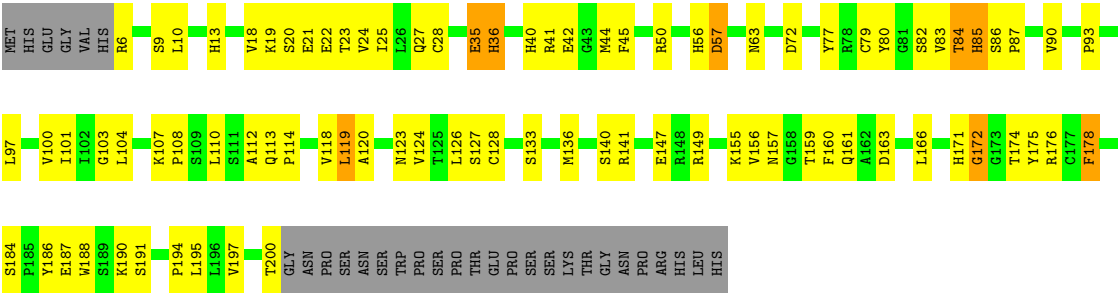 MET HIS GLU GLY VAL HIS R6 S9 L10 H13 V18 K19 S20 E21 E22 T23 V24 I25 L26 Q27 C28 E35 H36 H40 R41 E42 G43 M44 F45 R50 H56 D57 N63 D72 Y77 R78 C79 Y80 G81 S82 V83 T84 H85 S86 P87 V90 P93
L97 V100 I101 I102 G103 L104 K107 P108 S109 L110 S111 A112 Q113 P114 V118 L119 A120 N123 V124 T125 L126 S127 C128 S133 M136 S140 R141 E147 R148 R149 K155 V156 N157 G158 T159 F160 Q161 A162 D163 L166 H171 G172 G173 T174 Y175 R176 C177 F178
S184 P185 Y186 E187 W188 S189 K190 S191 P194 L195 L196 V197 T200 GLY ASN PRO SER ASN SER TRP PRO SER PRO THR GLU PRO SER SER LYS THR GLY ASN PRO ARG HIS LEU HIS